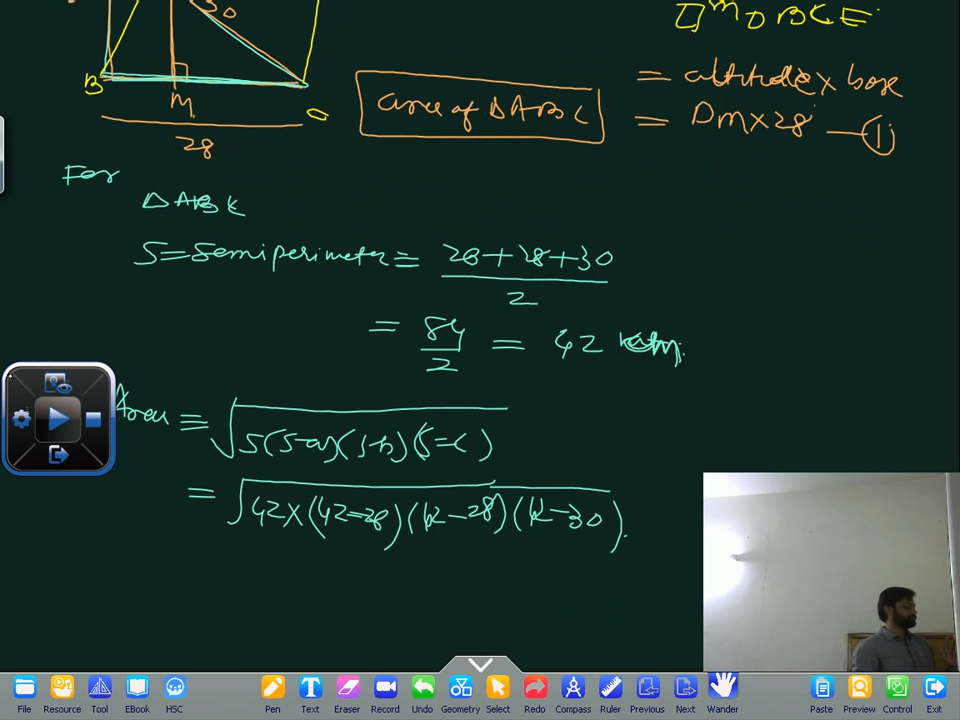 30
▱ᵐ DBCE
= altitude × base
B
M
C
area of ΔABC
= Dm×28 —①
28
For
ΔABC
S=Semiperimeter = 26+28+30
2
= 84
2
= 42 cm.
Area = √S(S-a)(S-b)(S-c)
= √42×(42-28)(42-28)(42-30).
File Resource Tool EBook HSC Pen Text Eraser Record Undo Geometry Select Redo Compass Ruler Previous Next Wander Paste Preview Control Exit